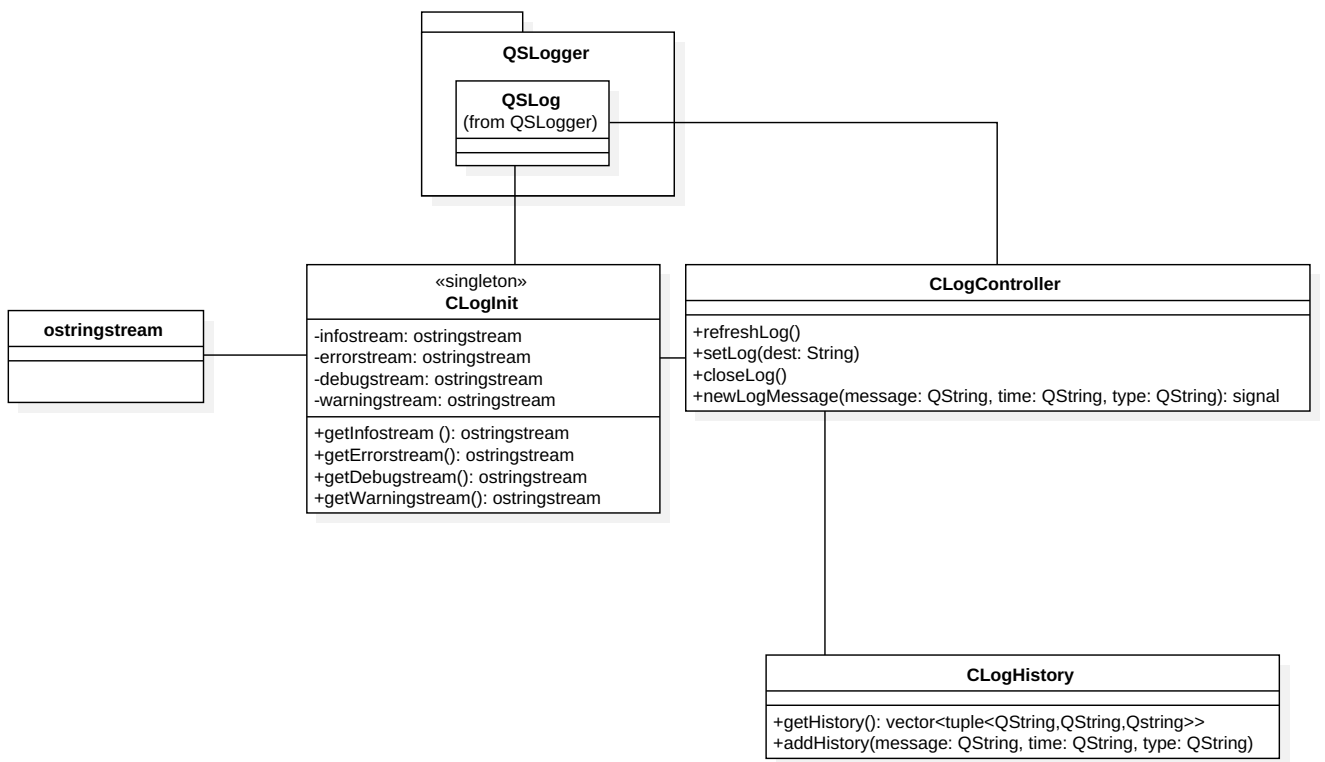 QSLogger
QSLog
(from QSLogger)
«singleton»
CLogInit
-infostream: ostringstream
-errorstream: ostringstream
-debugstream: ostringstream
-warningstream: ostringstream
+getInfostream (): ostringstream
+getErrorstream(): ostringstream
+getDebugstream(): ostringstream
+getWarningstream(): ostringstream
ostringstream
CLogController
+refreshLog()
+setLog(dest: String)
+closeLog()
+newLogMessage(message: QString, time: QString, type: QString): signal
CLogHistory
+getHistory(): vector<tuple<QString,QString,Qstring>>
+addHistory(message: QString, time: QString, type: QString)